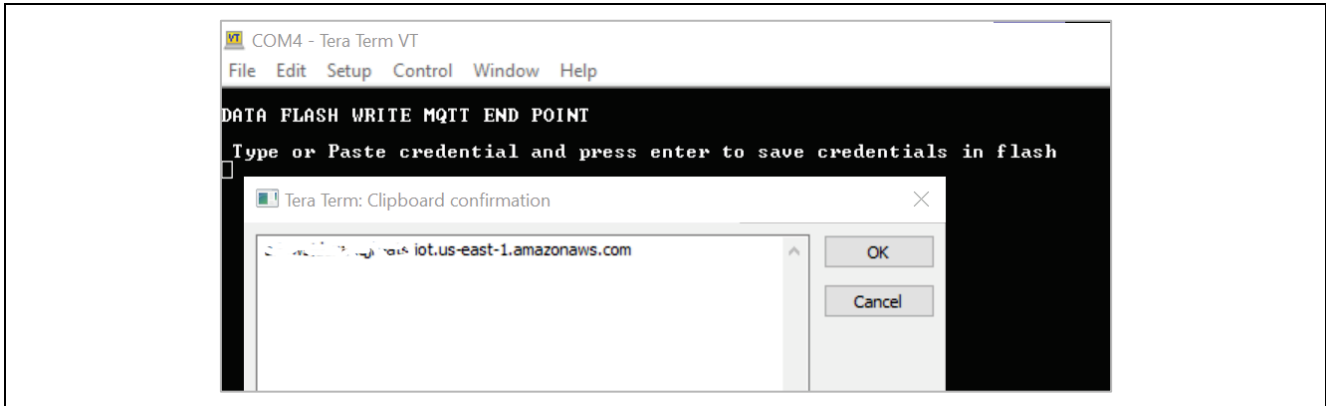 VT COM4 - Tera Term VT
File Edit Setup Control Window Help
DATA FLASH WRITE MQTT END POINT
Type or Paste credential and press enter to save credentials in flash
Tera Term: Clipboard confirmation
iot.us-east-1.amazonaws.com
OK
Cancel